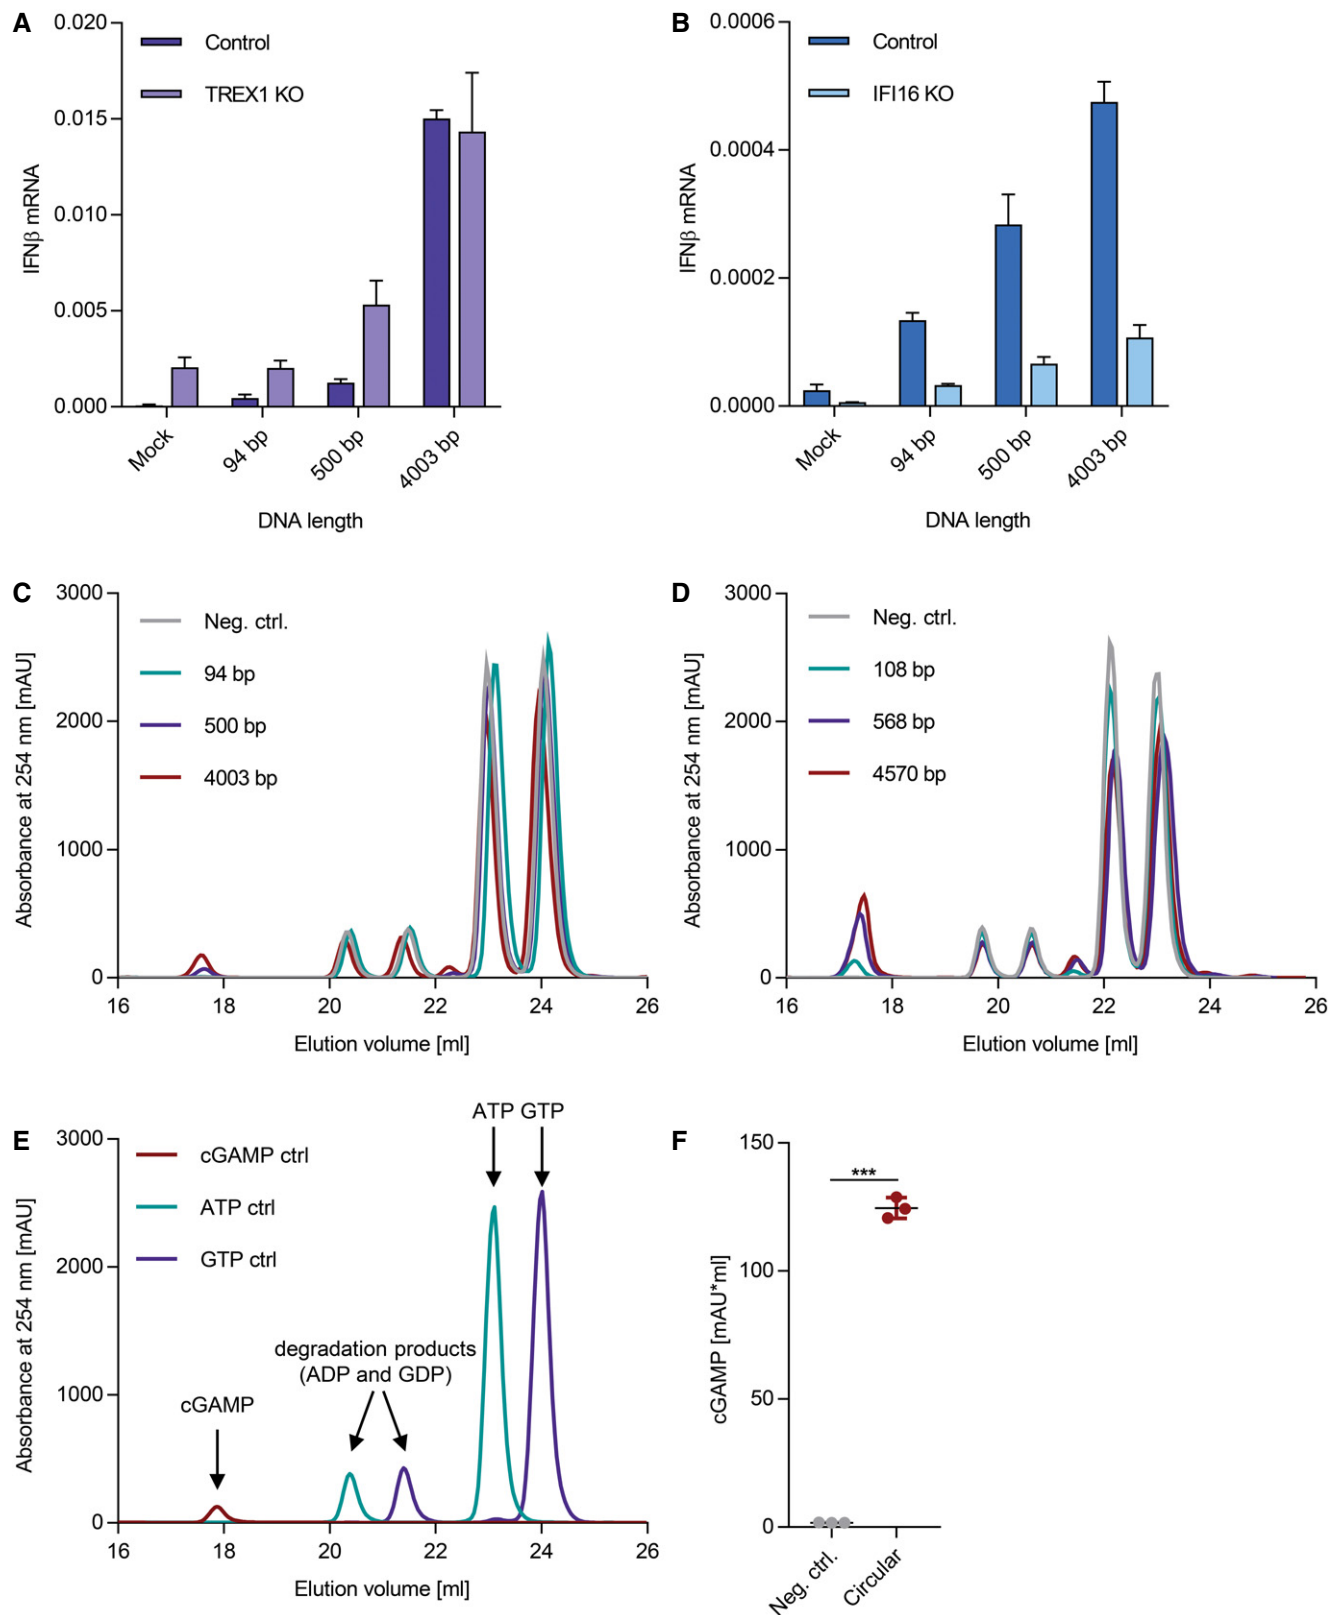 A
IFNβ mRNA
0.020
0.015
0.010
0.005
0.000
Control
TREX1 KO
Mock
94 bp
500 bp
4003 bp
DNA length
B
IFNβ mRNA
0.0006
0.0004
0.0002
0.0000
Control
IFI16 KO
Mock
94 bp
500 bp
4003 bp
DNA length
C
Absorbance at 254 nm [mAU]
3000
2000
1000
0
Neg. ctrl.
94 bp
500 bp
4003 bp
16 18 20 22 24 26
Elution volume [ml]
D
Absorbance at 254 nm [mAU]
3000
2000
1000
0
Neg. ctrl.
108 bp
568 bp
4570 bp
16 18 20 22 24 26
Elution volume [ml]
E
Absorbance at 254 nm [mAU]
3000
2000
1000
0
cGAMP ctrl
ATP ctrl
GTP ctrl
ATP GTP
degradation products
(ADP and GDP)
cGAMP
16 18 20 22 24 26
Elution volume [ml]
F
cGAMP [mAU*ml]
150
100
50
0
***
Neg. ctrl.
Circular